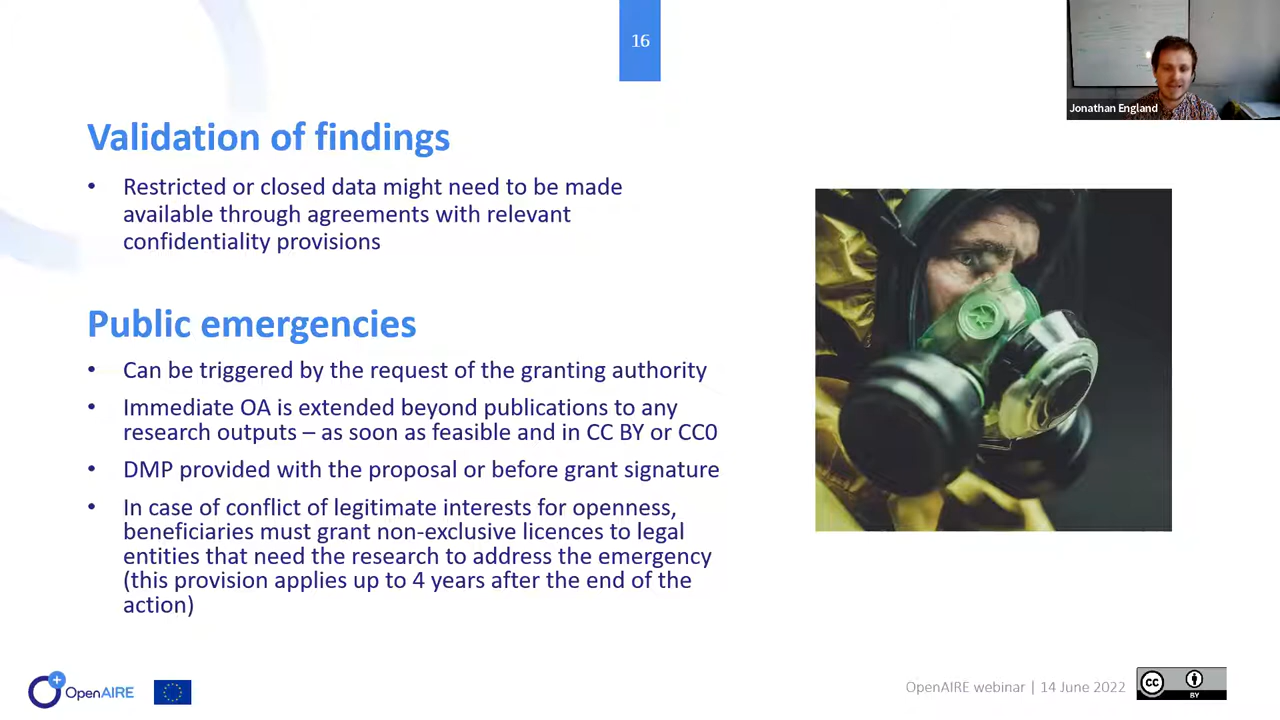 16
Jonathan England
Validation of findings
• Restricted or closed data might need to be made
available through agreements with relevant
confidentiality provisions
Public emergencies
• Can be triggered by the request of the granting authority
• Immediate OA is extended beyond publications to any
research outputs – as soon as feasible and in CC BY or CC0
• DMP provided with the proposal or before grant signature
• In case of conflict of legitimate interests for openness,
beneficiaries must grant non-exclusive licences to legal
entities that need the research to address the emergency
(this provision applies up to 4 years after the end of the
action)
OpenAIRE
OpenAIRE webinar | 14 June 2022
cc
BY